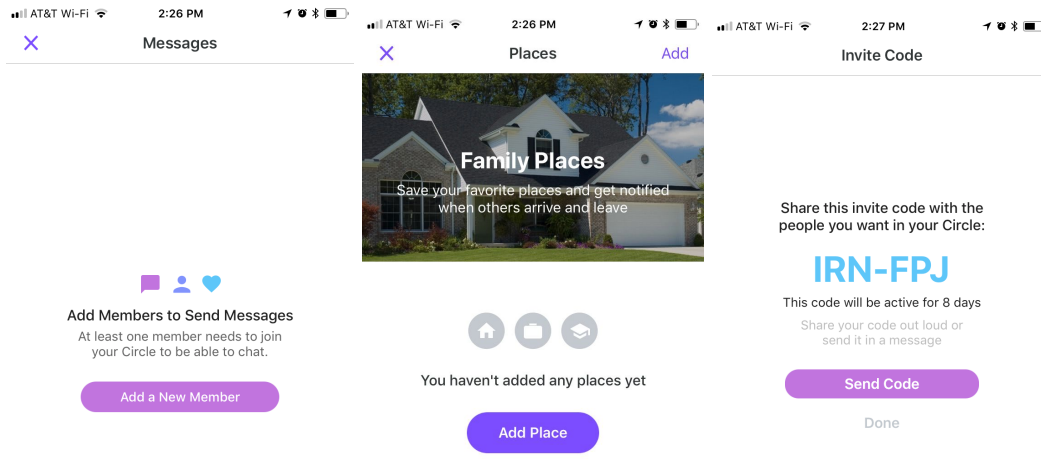 AT&T Wi-Fi 2:26 PM
Messages
Add Members to Send Messages
At least one member needs to join
your Circle to be able to chat.
Add a New Member
AT&T Wi-Fi 2:26 PM
Places Add
Family Places
Save your favorite places and get notified
when others arrive and leave
You haven't added any places yet
Add Place
AT&T Wi-Fi 2:27 PM
Invite Code
Share this invite code with the
people you want in your Circle:
IRN-FPJ
This code will be active for 8 days
Share your code out loud or
send it in a message
Send Code
Done